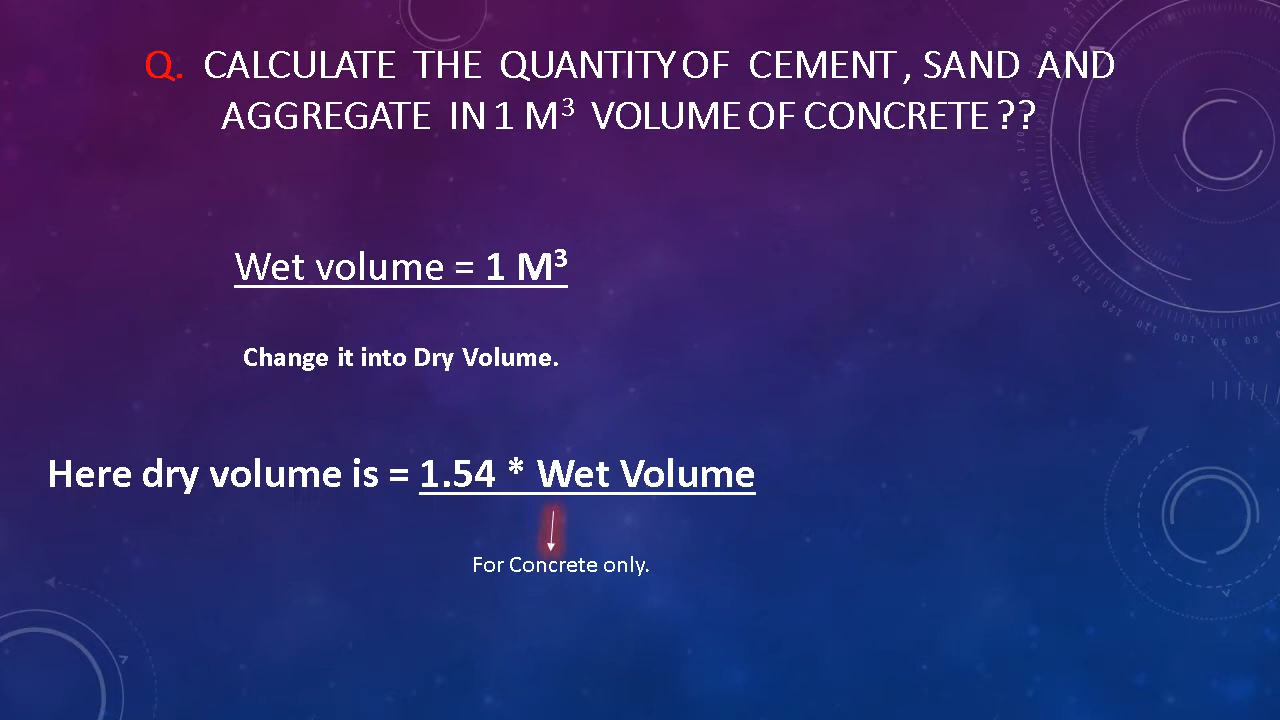 Q. CALCULATE THE QUANTITY OF CEMENT , SAND AND
AGGREGATE IN 1 M³ VOLUME OF CONCRETE ??
Wet volume = 1 M³
Change it into Dry Volume.
Here dry volume is = 1.54 * Wet Volume
For Concrete only.